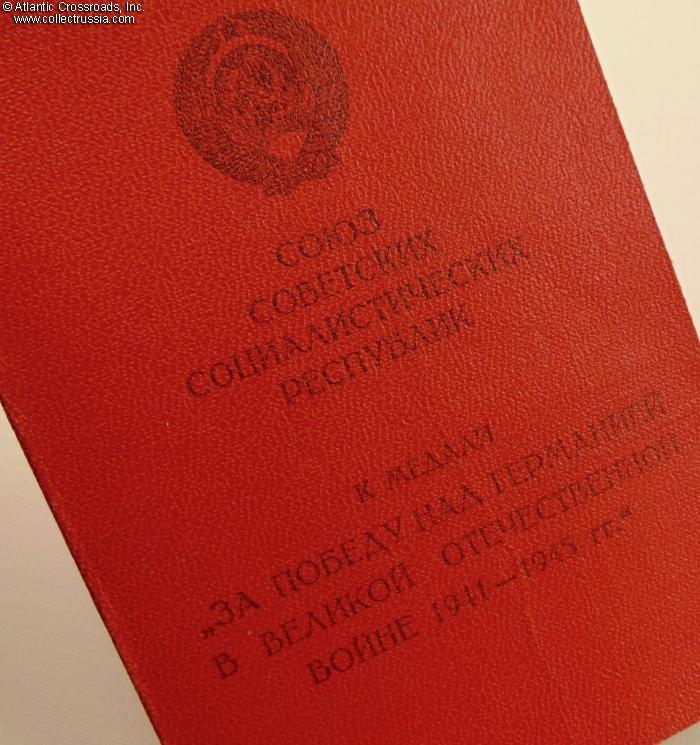 © Atlantic Crossroads, Inc.
www.collectrussia.com
СОЮЗ
СОВЕТСКИХ
СОЦИАЛИСТИЧЕСКИХ
РЕСПУБЛИК
К МЕДАЛИ
„ЗА ПОБЕДУ НАД ГЕРМАНИЕЙ
В ВЕЛИКОЙ ОТЕЧЕСТВЕННОЙ
ВОЙНЕ 1941—1945 гг.“